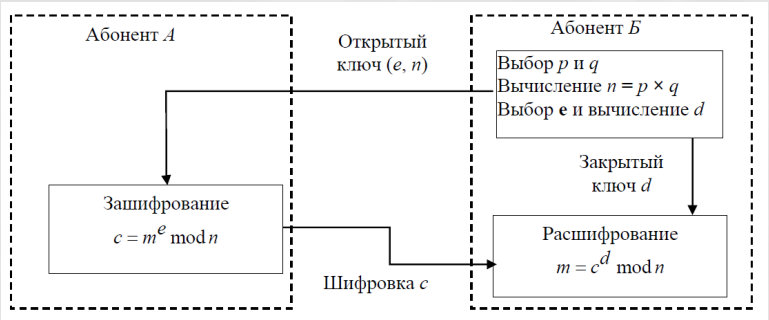 Абонент А
Зашифрование
c = m^e mod n
Открытый
ключ (e, n)
Шифровка c
Абонент Б
Выбор p и q
Вычисление n = p × q
Выбор e и вычисление d
Закрытый
ключ d
Расшифрование
m = c^d mod n